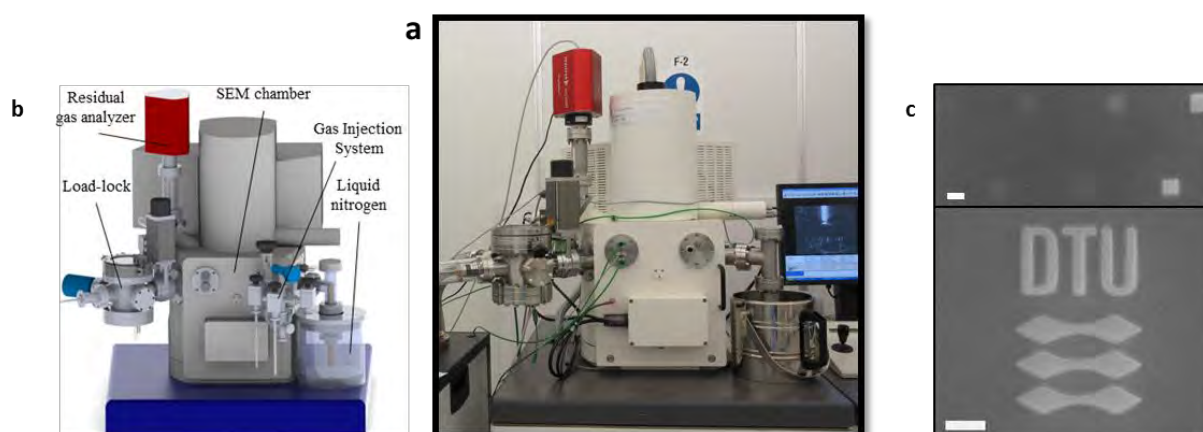 a
b
Residual
gas analyzer
SEM chamber
Gas Injection
System
Load-lock
Liquid
nitrogen
F-2
c
DTU